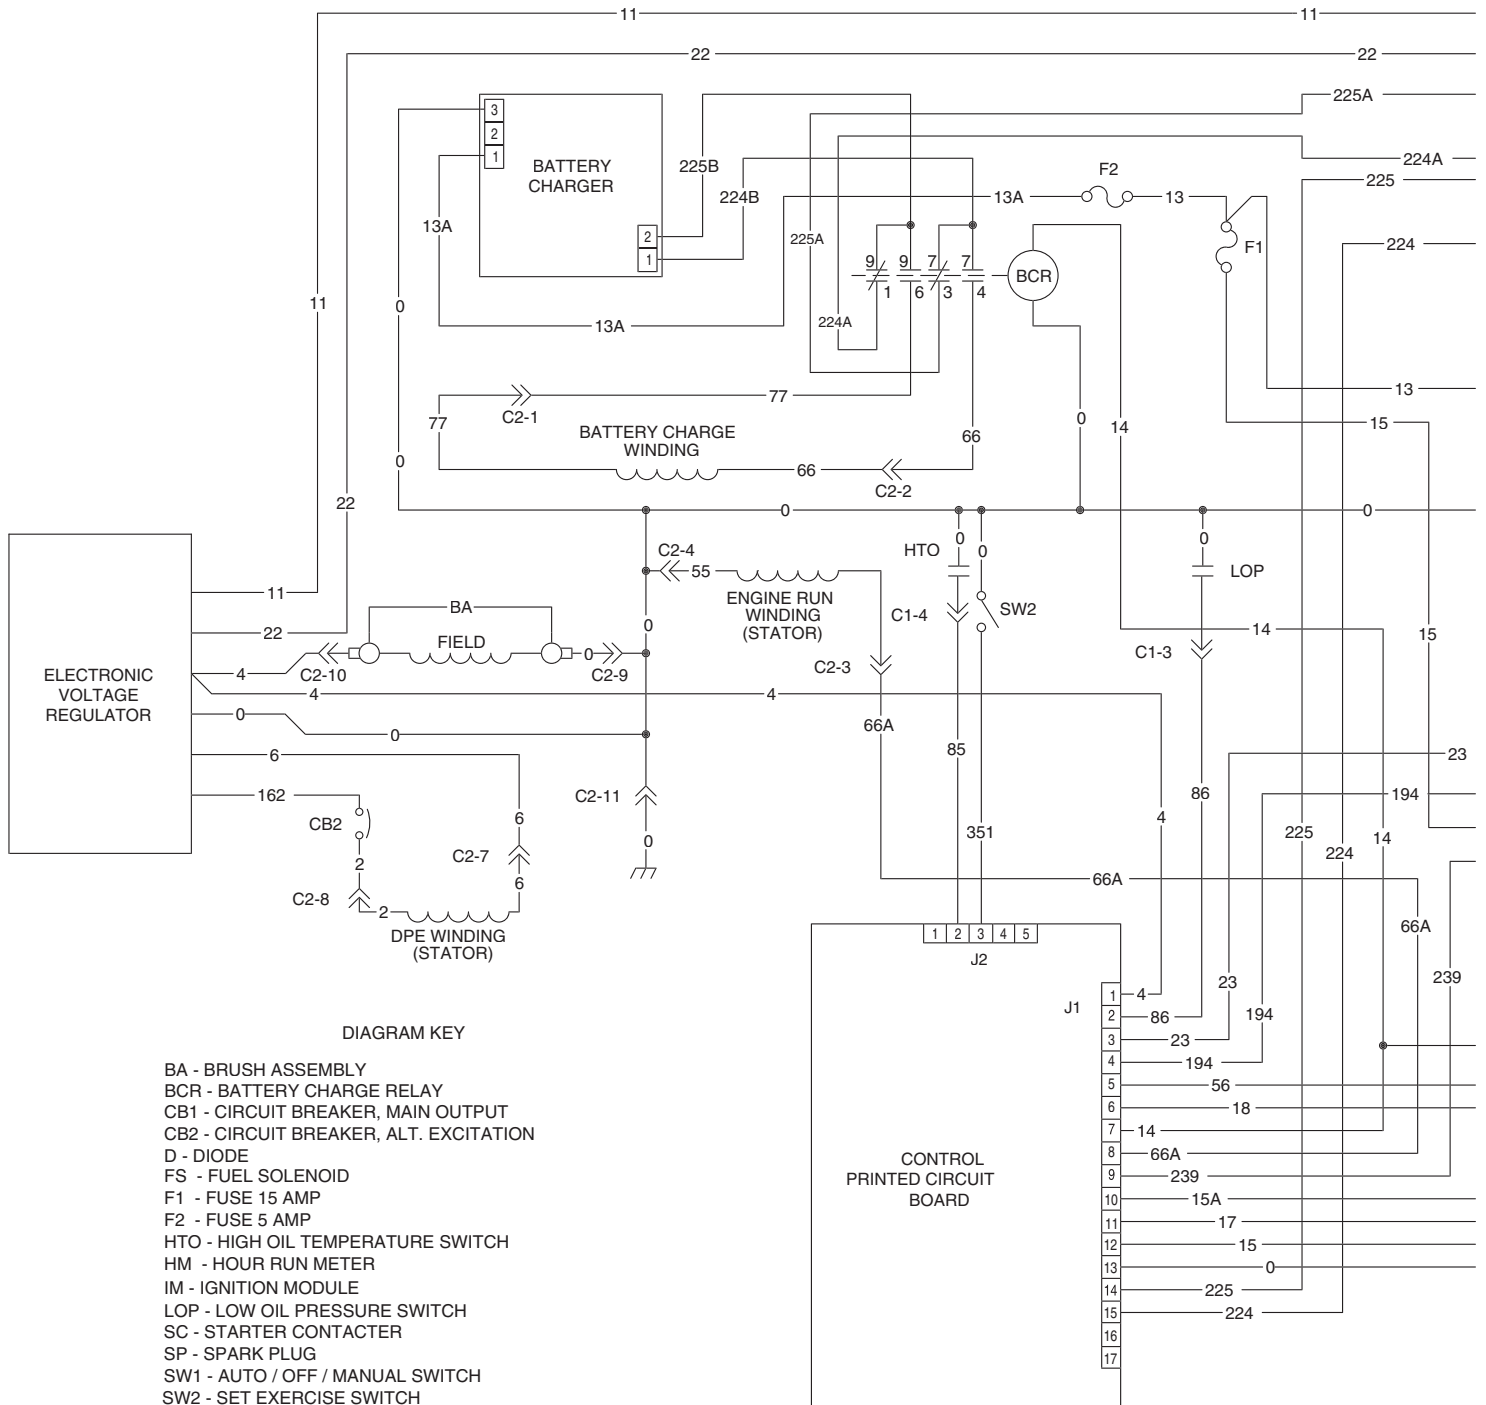 11
11
22
22
225A
3
2
1
BATTERY
CHARGER
225B
224A
F2
225
224B
13A
13
13A
2
1
225A
F1
224
9
9
7
7
BCR
1
6
3
4
11
0
13A
224A
77
C2-1
77
13
0
14
15
BATTERY CHARGE
WINDING
66
66
C2-2
0
22
0
0
C2-4
55
HTO
0
0
0
LOP
ENGINE RUN
WINDING
(STATOR)
C1-4
SW2
11
BA
22
FIELD
0
14
15
C2-10
0
C2-9
C2-3
C1-3
4
4
4
ELECTRONIC
VOLTAGE
REGULATOR
0
0
66A
85
6
23
162
C2-11
86
194
CB2
6
4
351
225
14
224
2
C2-7
0
6
C2-8
2
66A
DPE WINDING
(STATOR)
1
2
3
4
5
J2
66A
239
23
194
J1
1
4
2
86
3
23
4
194
5
56
6
18
7
14
8
66A
9
239
10
15A
11
17
12
15
13
0
14
225
15
224
16
17
CONTROL
PRINTED CIRCUIT
BOARD
DIAGRAM KEY
BA - BRUSH ASSEMBLY
BCR - BATTERY CHARGE RELAY
CB1 - CIRCUIT BREAKER, MAIN OUTPUT
CB2 - CIRCUIT BREAKER, ALT. EXCITATION
D - DIODE
FS - FUEL SOLENOID
F1 - FUSE 15 AMP
F2 - FUSE 5 AMP
HTO - HIGH OIL TEMPERATURE SWITCH
HM - HOUR RUN METER
IM - IGNITION MODULE
LOP - LOW OIL PRESSURE SWITCH
SC - STARTER CONTACTER
SP - SPARK PLUG
SW1 - AUTO / OFF / MANUAL SWITCH
SW2 - SET EXERCISE SWITCH